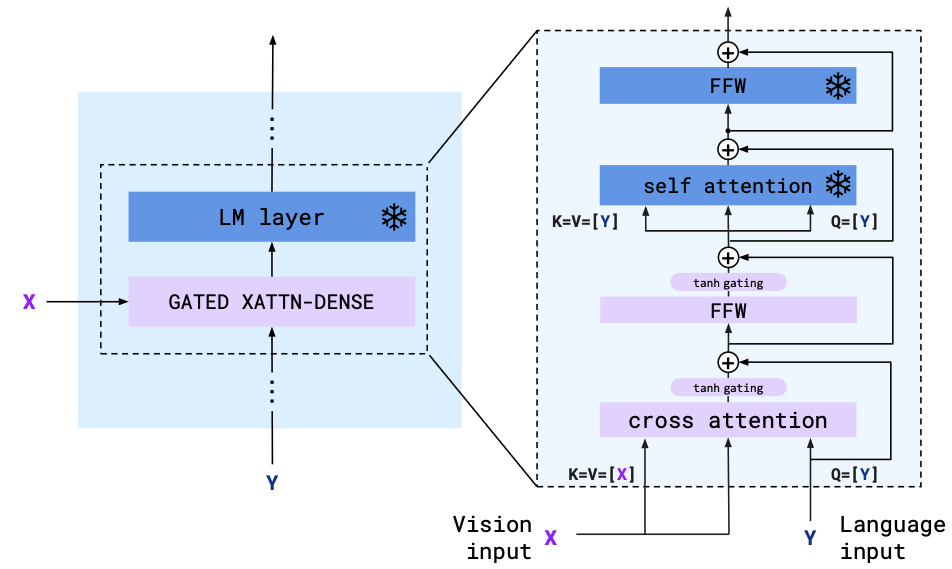 LM layer
X
GATED XATTN-DENSE
Y
FFW
self attention
K=V=[Y]
Q=[Y]
tanh gating
FFW
tanh gating
cross attention
K=V=[X]
Q=[Y]
Vision
input
X
Y
Language
input